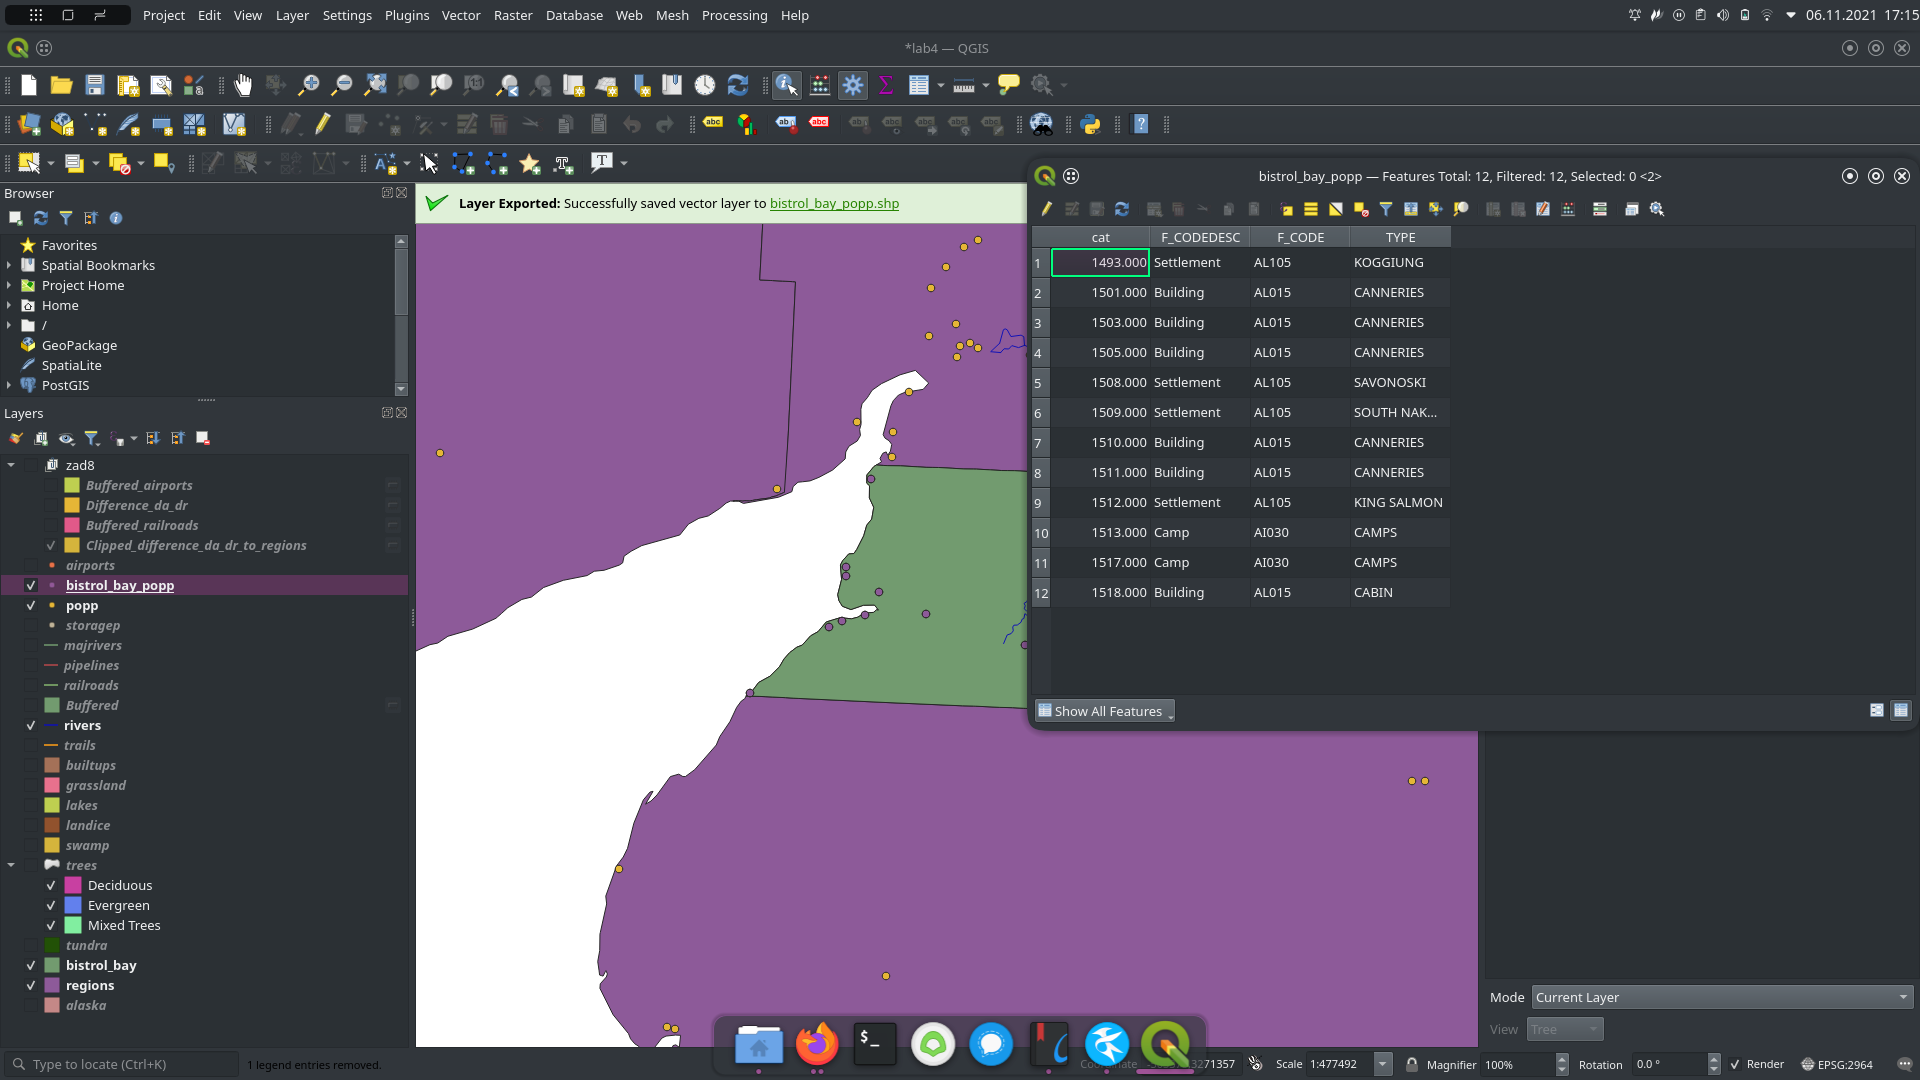 Project Edit View Layer Settings Plugins Vector Raster Database Web Mesh Processing Help
06.11.2021 17:15
*lab4 — QGIS
Browser
Favorites
Spatial Bookmarks
Project Home
Home
/
GeoPackage
SpatiaLite
PostGIS
Layers
zad8
Buffered_airports
Difference_da_dr
Buffered_railroads
Clipped_difference_da_dr_to_regions
airports
bistrol_bay_popp
popp
storagep
majrivers
pipelines
railroads
Buffered
rivers
trails
builtups
grassland
lakes
landice
swamp
trees
Deciduous
Evergreen
Mixed Trees
tundra
bistrol_bay
regions
alaska
Layer Exported: Successfully saved vector layer to bistrol_bay_popp.shp
bistrol_bay_popp — Features Total: 12, Filtered: 12, Selected: 0 <2>
cat F_CODEDESC F_CODE TYPE
1 1493.000 Settlement AL105 KOGGIUNG
2 1501.000 Building AL015 CANNERIES
3 1503.000 Building AL015 CANNERIES
4 1505.000 Building AL015 CANNERIES
5 1508.000 Settlement AL105 SAVONOSKI
6 1509.000 Settlement AL105 SOUTH NAK...
7 1510.000 Building AL015 CANNERIES
8 1511.000 Building AL015 CANNERIES
9 1512.000 Settlement AL105 KING SALMON
10 1513.000 Camp AI030 CAMPS
11 1517.000 Camp AI030 CAMPS
12 1518.000 Building AL015 CABIN
Show All Features
Mode Current Layer
View Tree
Type to locate (Ctrl+K) 1 legend entries removed. Scale 1:477492 Magnifier 100% Rotation 0.0 ° Render EPSG:2964